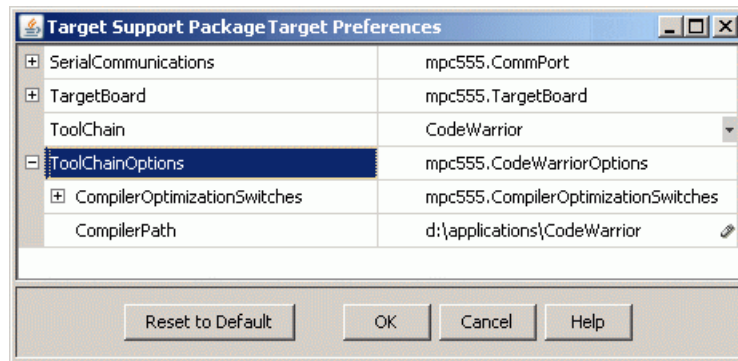 Target Support Package Target Preferences
SerialCommunications mpc555.CommPort
TargetBoard mpc555.TargetBoard
ToolChain CodeWarrior
ToolChainOptions mpc555.CodeWarriorOptions
CompilerOptimizationSwitches mpc555.CompilerOptimizationSwitches
CompilerPath d:\applications\CodeWarrior
Reset to Default OK Cancel Help